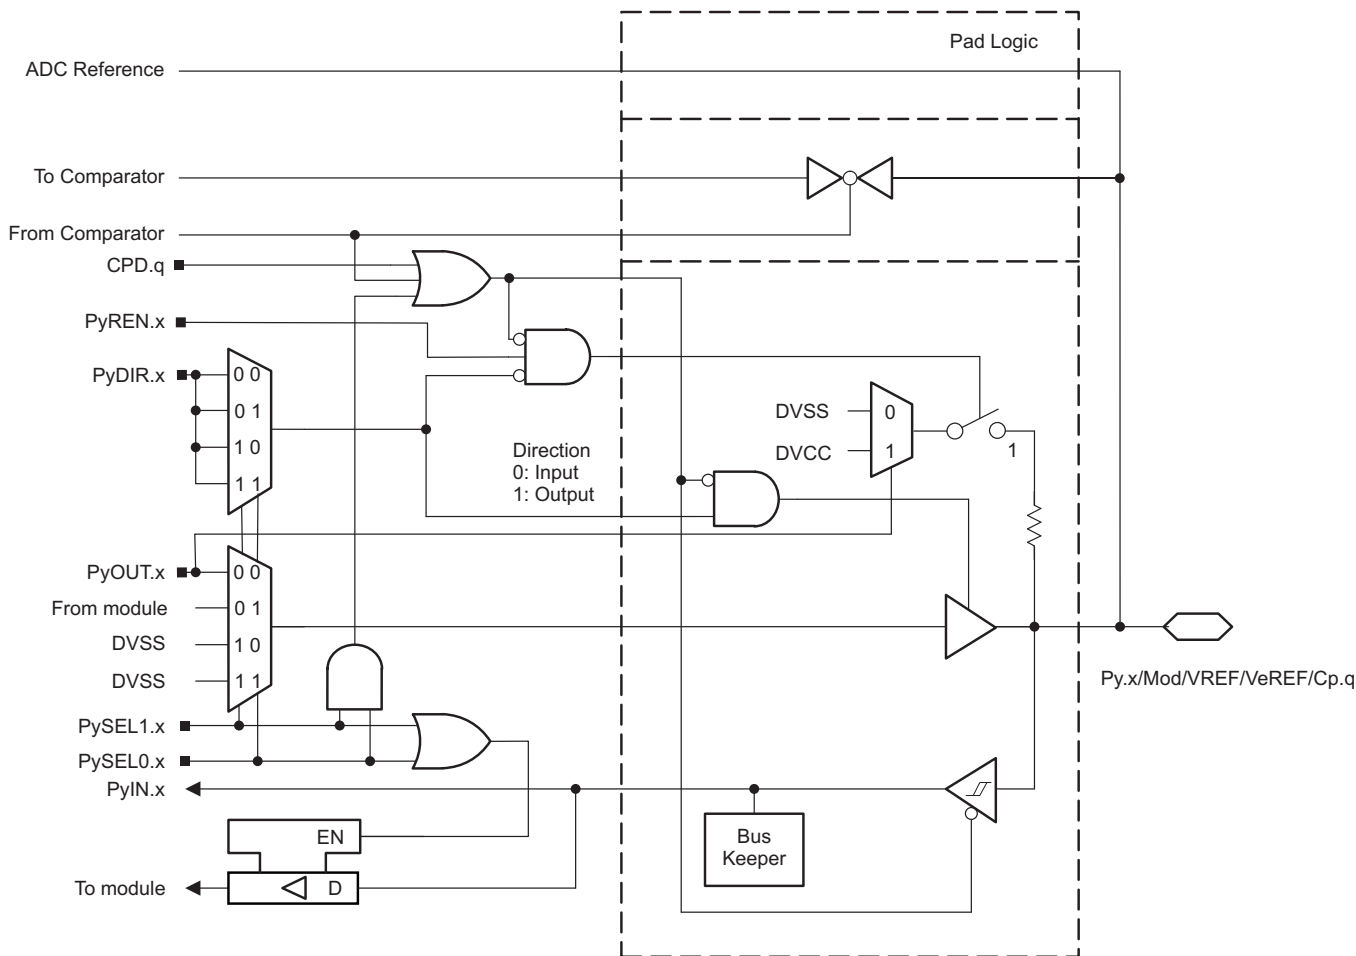 Pad Logic
ADC Reference
To Comparator
From Comparator
CPD.q
PyREN.x
PyDIR.x
0 0
0 1
1 0
1 1
Direction
0: Input
1: Output
DVSS
0
DVCC
1
1
PyOUT.x
0 0
From module
0 1
DVSS
1 0
DVSS
1 1
Py.x/Mod/VREF/VeREF/Cp.q
PySEL1.x
PySEL0.x
PyIN.x
EN
Bus
Keeper
To module
D